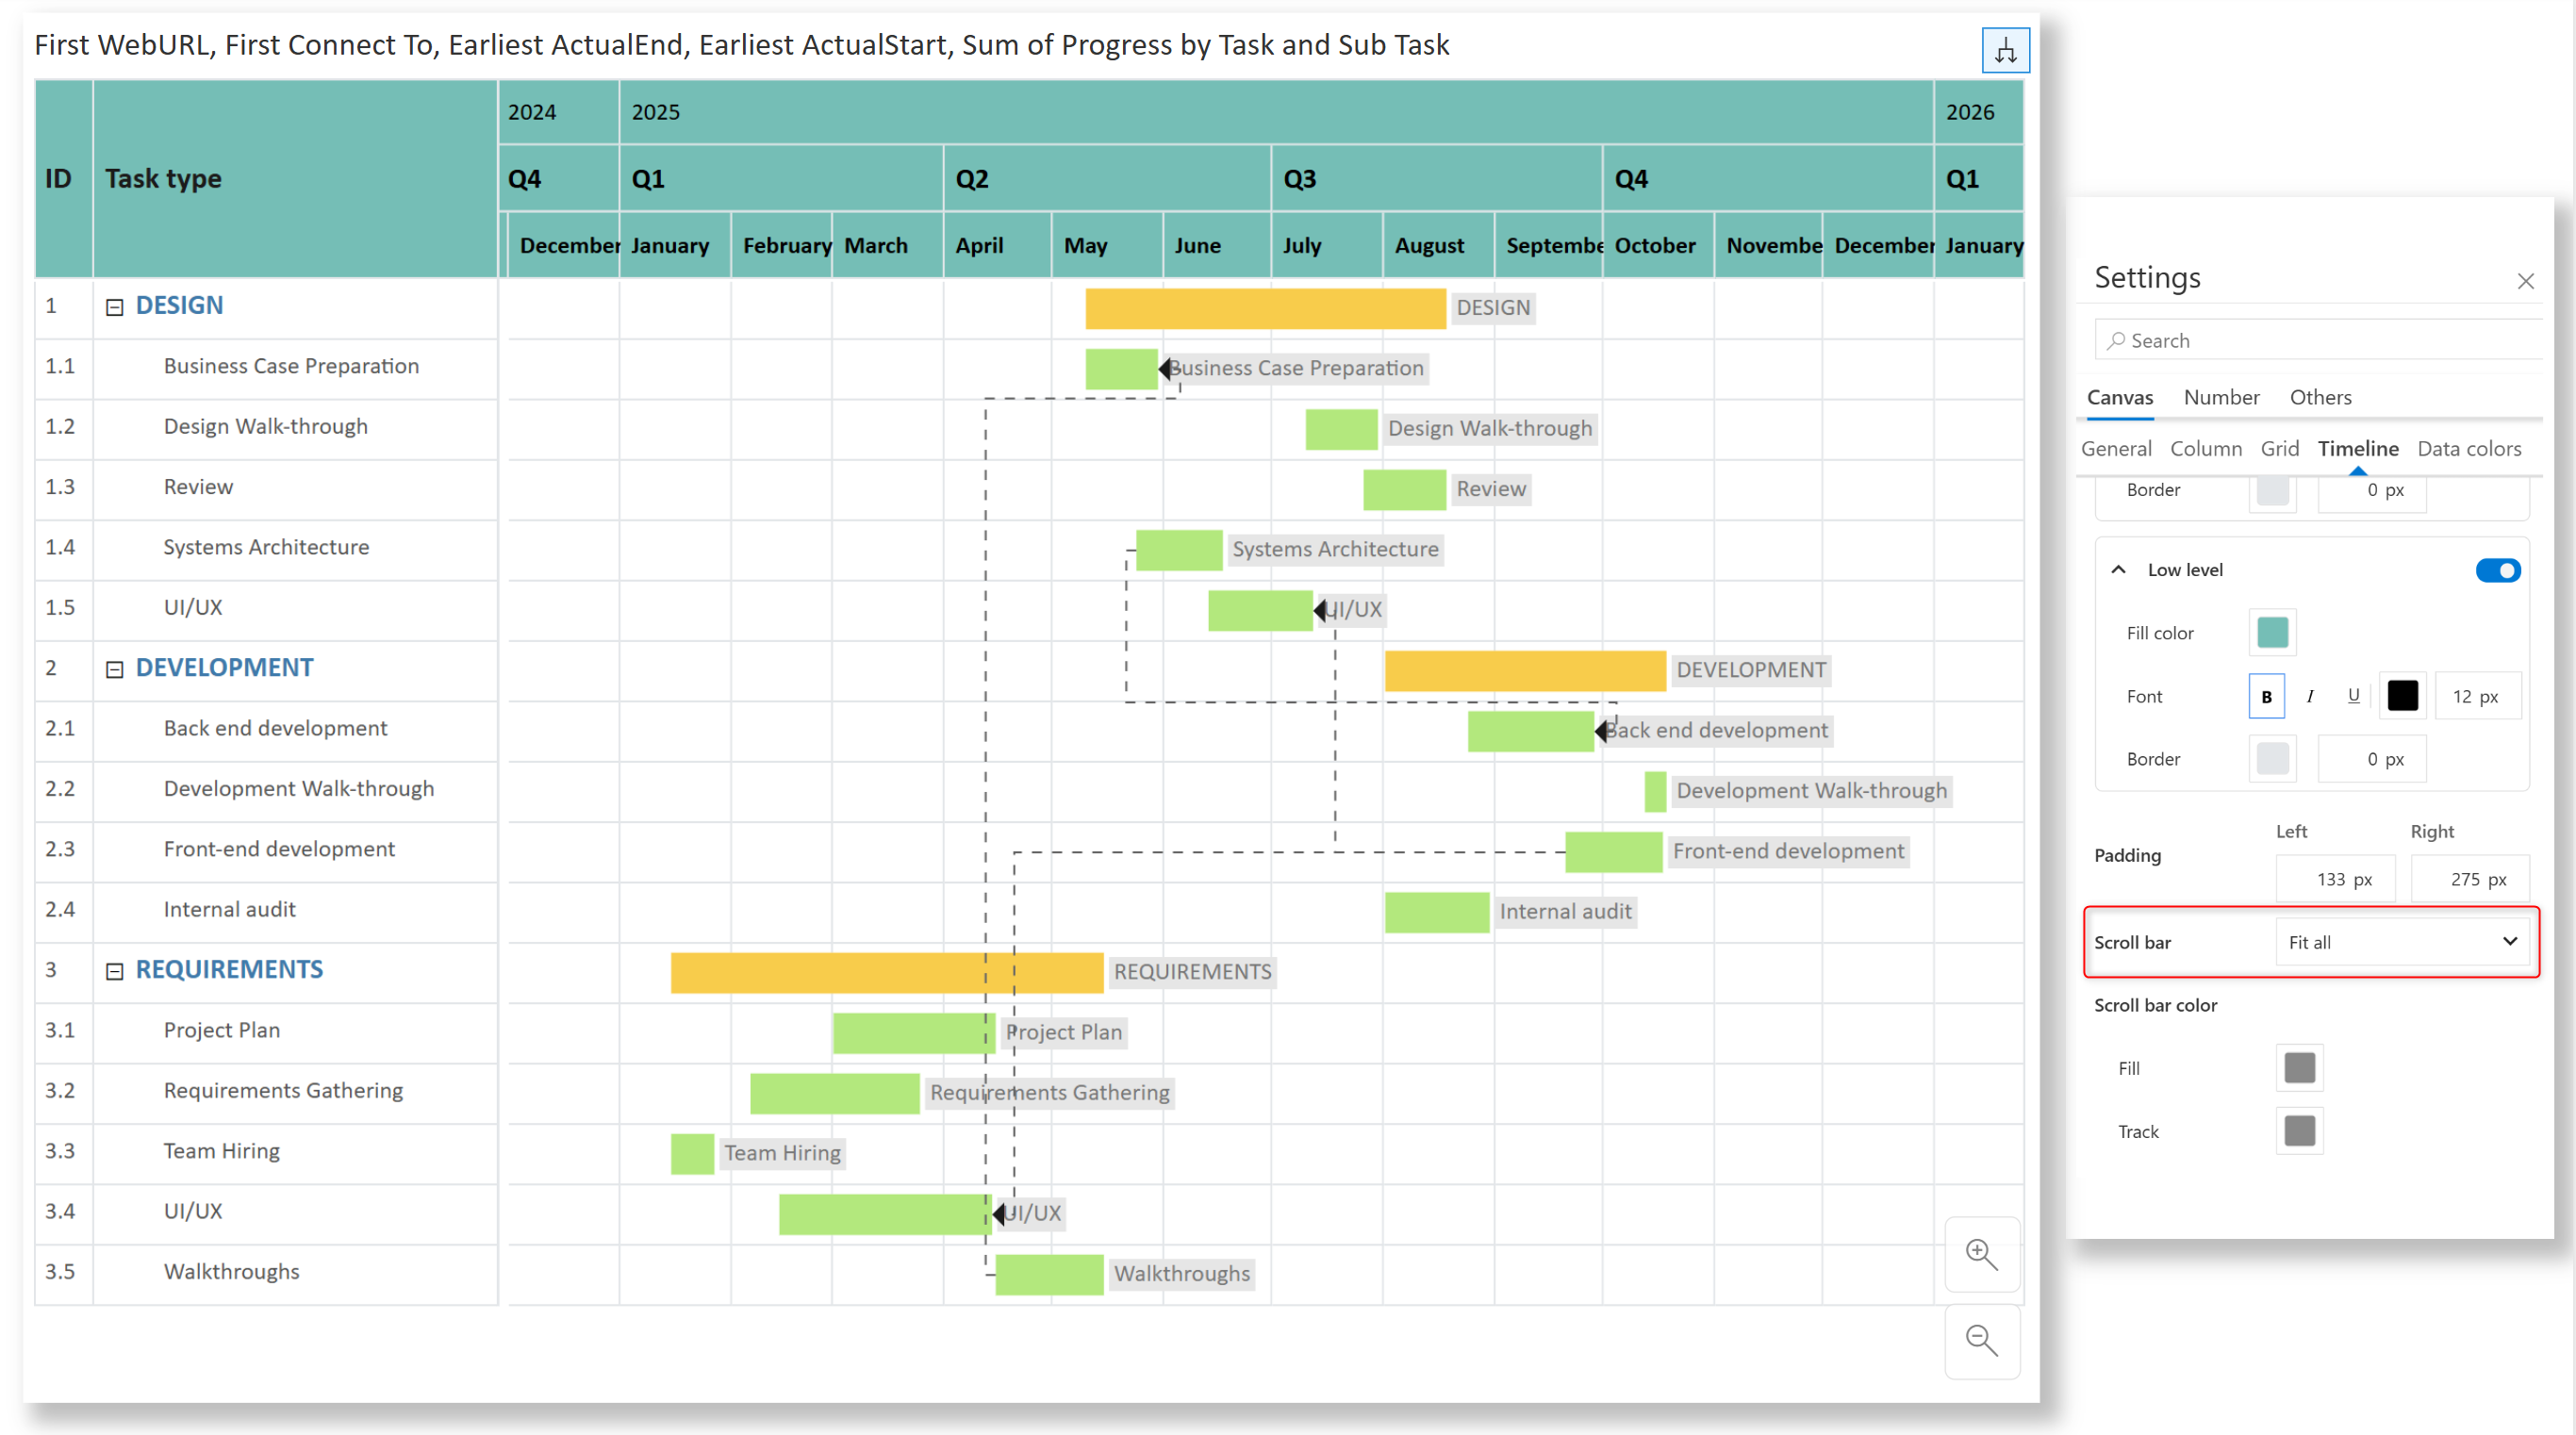 First WebURL, First Connect To, Earliest ActualEnd, Earliest ActualStart, Sum of Progress by Task and Sub Task
2024 2025 2026
ID Task type Q4 Q1 Q2 Q3 Q4 Q1
December January February March April May June July August Septembe October Novembe December January
1 DESIGN DESIGN
1.1 Business Case Preparation Business Case Preparation
1.2 Design Walk-through Design Walk-through
1.3 Review Review
1.4 Systems Architecture Systems Architecture
1.5 UI/UX UI/UX
2 DEVELOPMENT DEVELOPMENT
2.1 Back end development Back end development
2.2 Development Walk-through Development Walk-through
2.3 Front-end development Front-end development
2.4 Internal audit Internal audit
3 REQUIREMENTS REQUIREMENTS
3.1 Project Plan Project Plan
3.2 Requirements Gathering Requirements Gathering
3.3 Team Hiring Team Hiring
3.4 UI/UX UI/UX
3.5 Walkthroughs Walkthroughs
Settings
Search
Canvas Number Others
General Column Grid Timeline Data colors
Border 0 px
Low level
Fill color
Font B I U 12 px
Border 0 px
Left Right
Padding
133 px 275 px
Scroll bar Fit all
Scroll bar color
Fill
Track